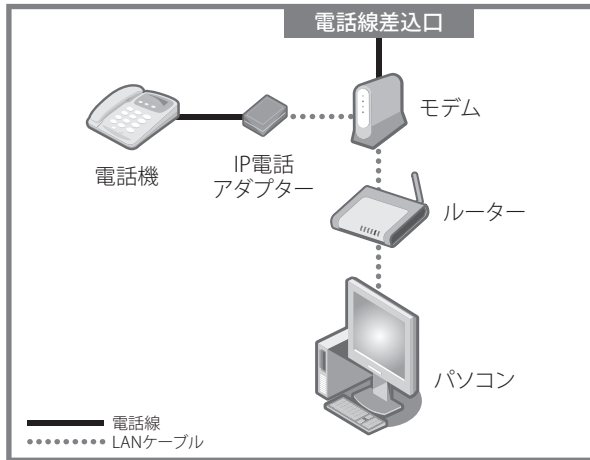 電話線差込口
モデム
電話機
IP電話
アダプター
ルーター
パソコン
電話線
LANケーブル